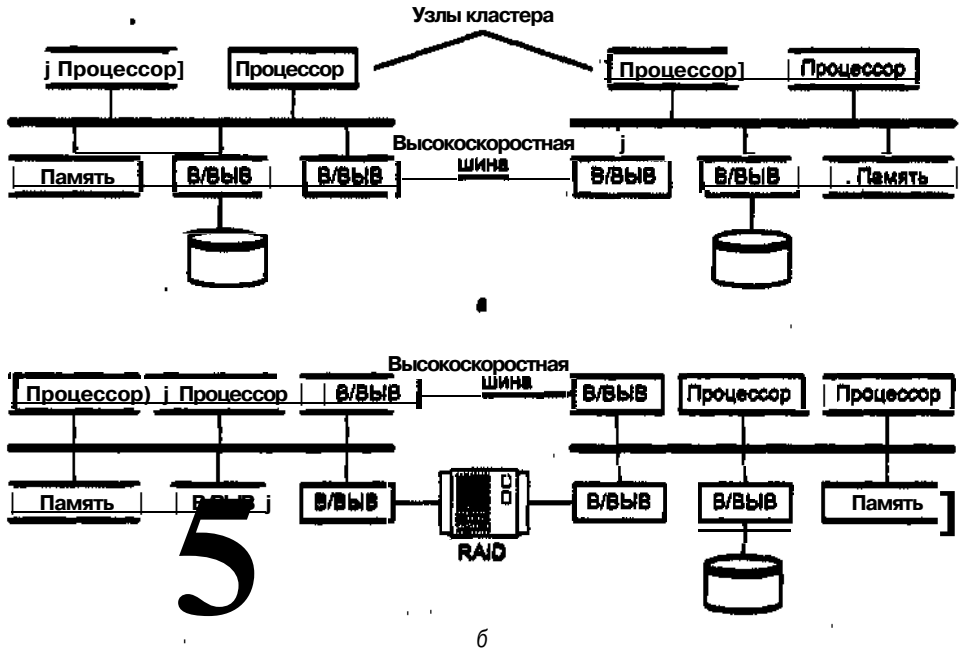 Узлы кластера
j Процессор]
Процессор
Процессор]
Процессор
Высокоскоростная
шина
j
Память
В/ВЫВ
В/ВЫВ
В/ВЫВ
В/ВЫВ
. Память
а
Высокоскоростная
шина
Процессор)
j Процессор
В/ВЫВ
В/ВЫВ
Процессор
Процессор
Память
В/ВЫВ j
В/ВЫВ
В/ВЫВ
В/ВЫВ
Память
]
5
RAID
б